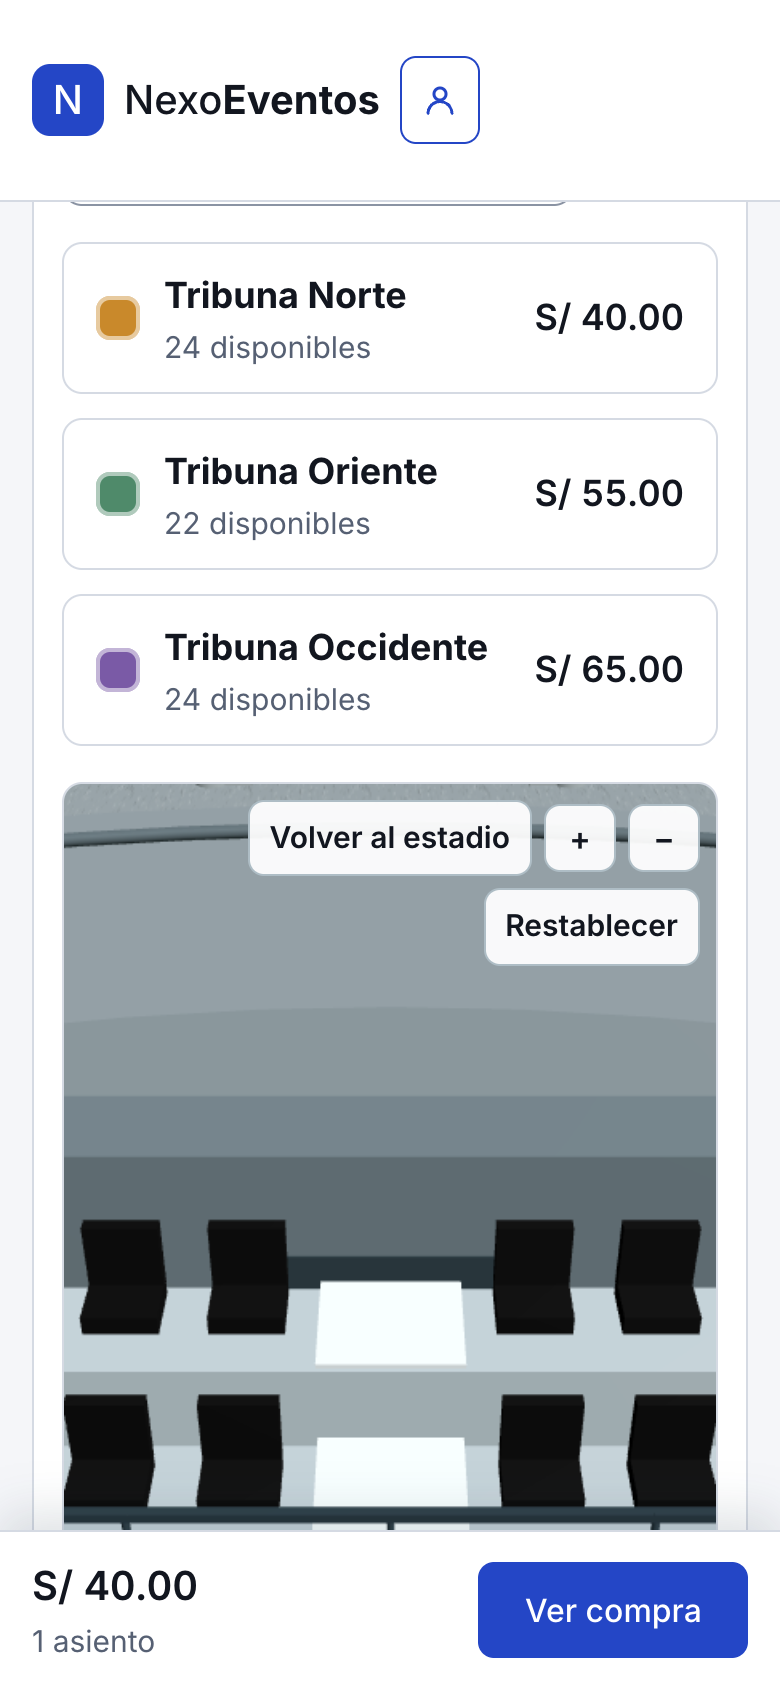 N NexoEventos
Tribuna Norte
24 disponibles
S/ 40.00
Tribuna Oriente
22 disponibles
S/ 55.00
Tribuna Occidente
24 disponibles
S/ 65.00
Volver al estadio + −
Restablecer
S/ 40.00
1 asiento
Ver compra